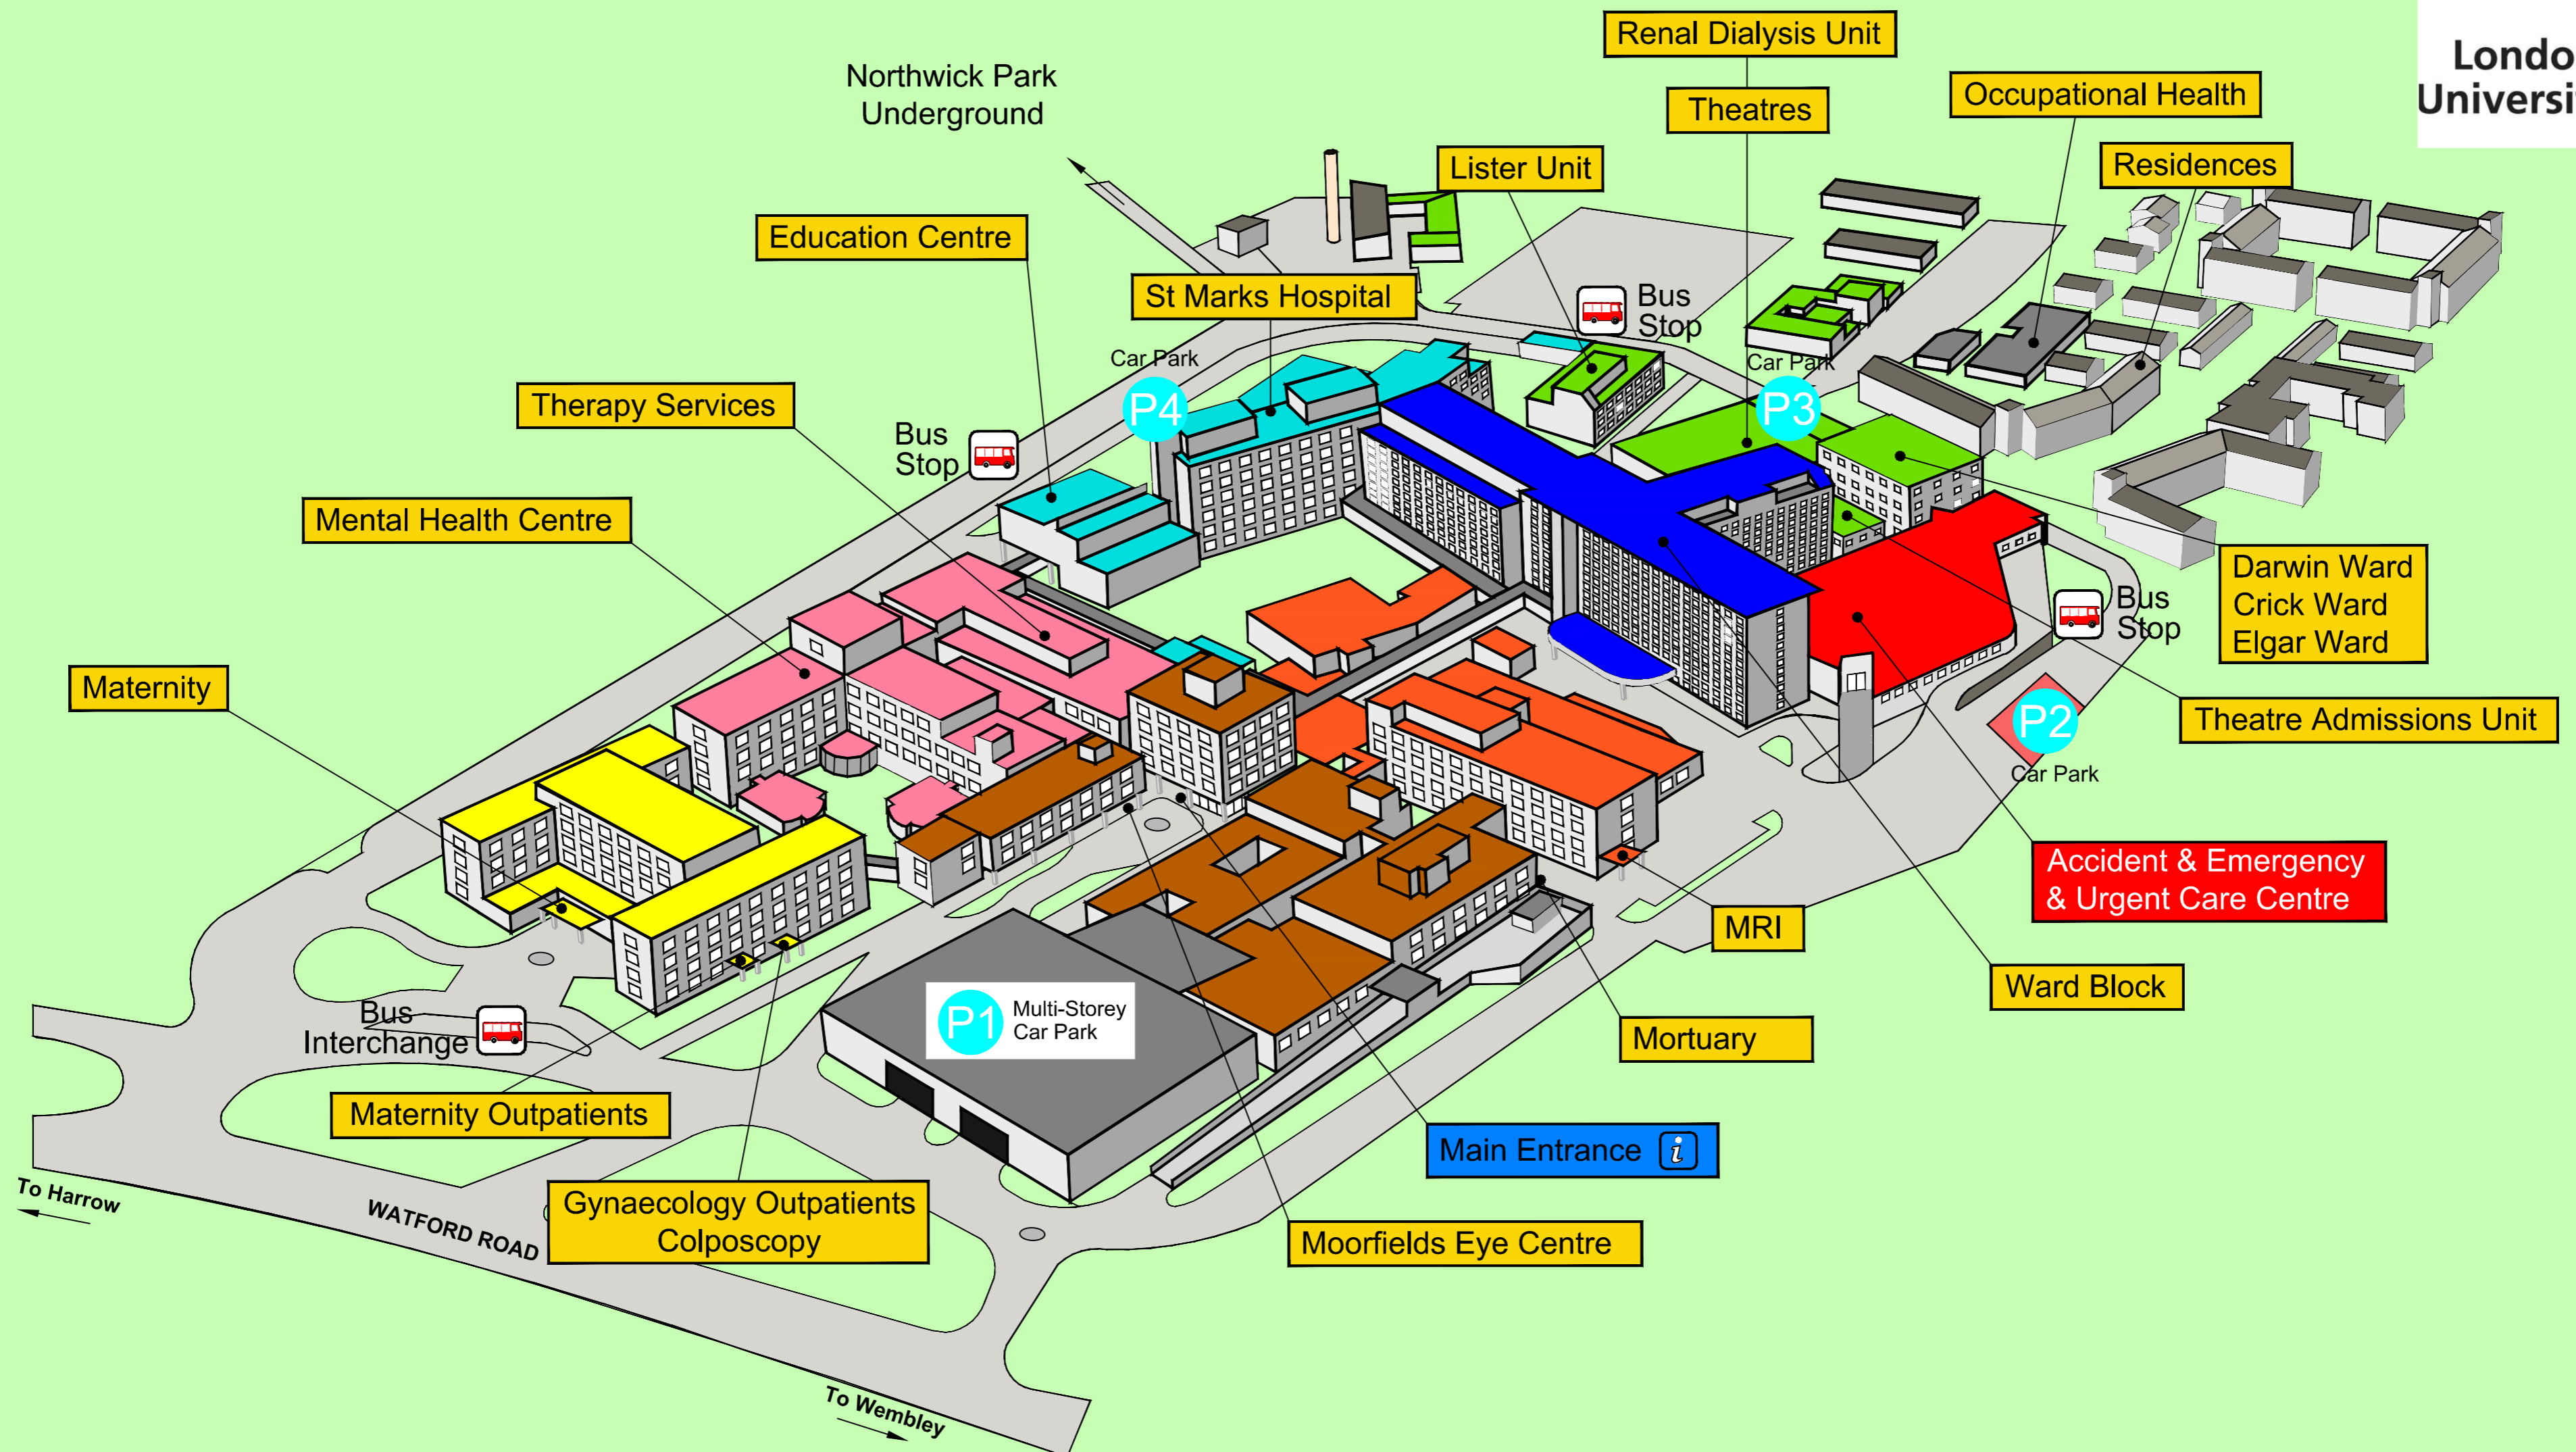 Renal Dialysis Unit
Londo
Universi
Northwick Park
Underground
Theatres
Occupational Health
Lister Unit
Residences
Education Centre
St Marks Hospital
Bus
Stop
Car Park
P4
Car Park
P3
Therapy Services
Bus
Stop
Mental Health Centre
Darwin Ward
Crick Ward
Elgar Ward
Bus
Stop
Maternity
Theatre Admissions Unit
P2
Car Park
Accident & Emergency
& Urgent Care Centre
MRI
Ward Block
Bus
Interchange
P1
Multi-Storey
Car Park
Mortuary
Maternity Outpatients
Main Entrance i
To Harrow
WATFORD ROAD
Gynaecology Outpatients
Colposcopy
Moorfields Eye Centre
To Wembley